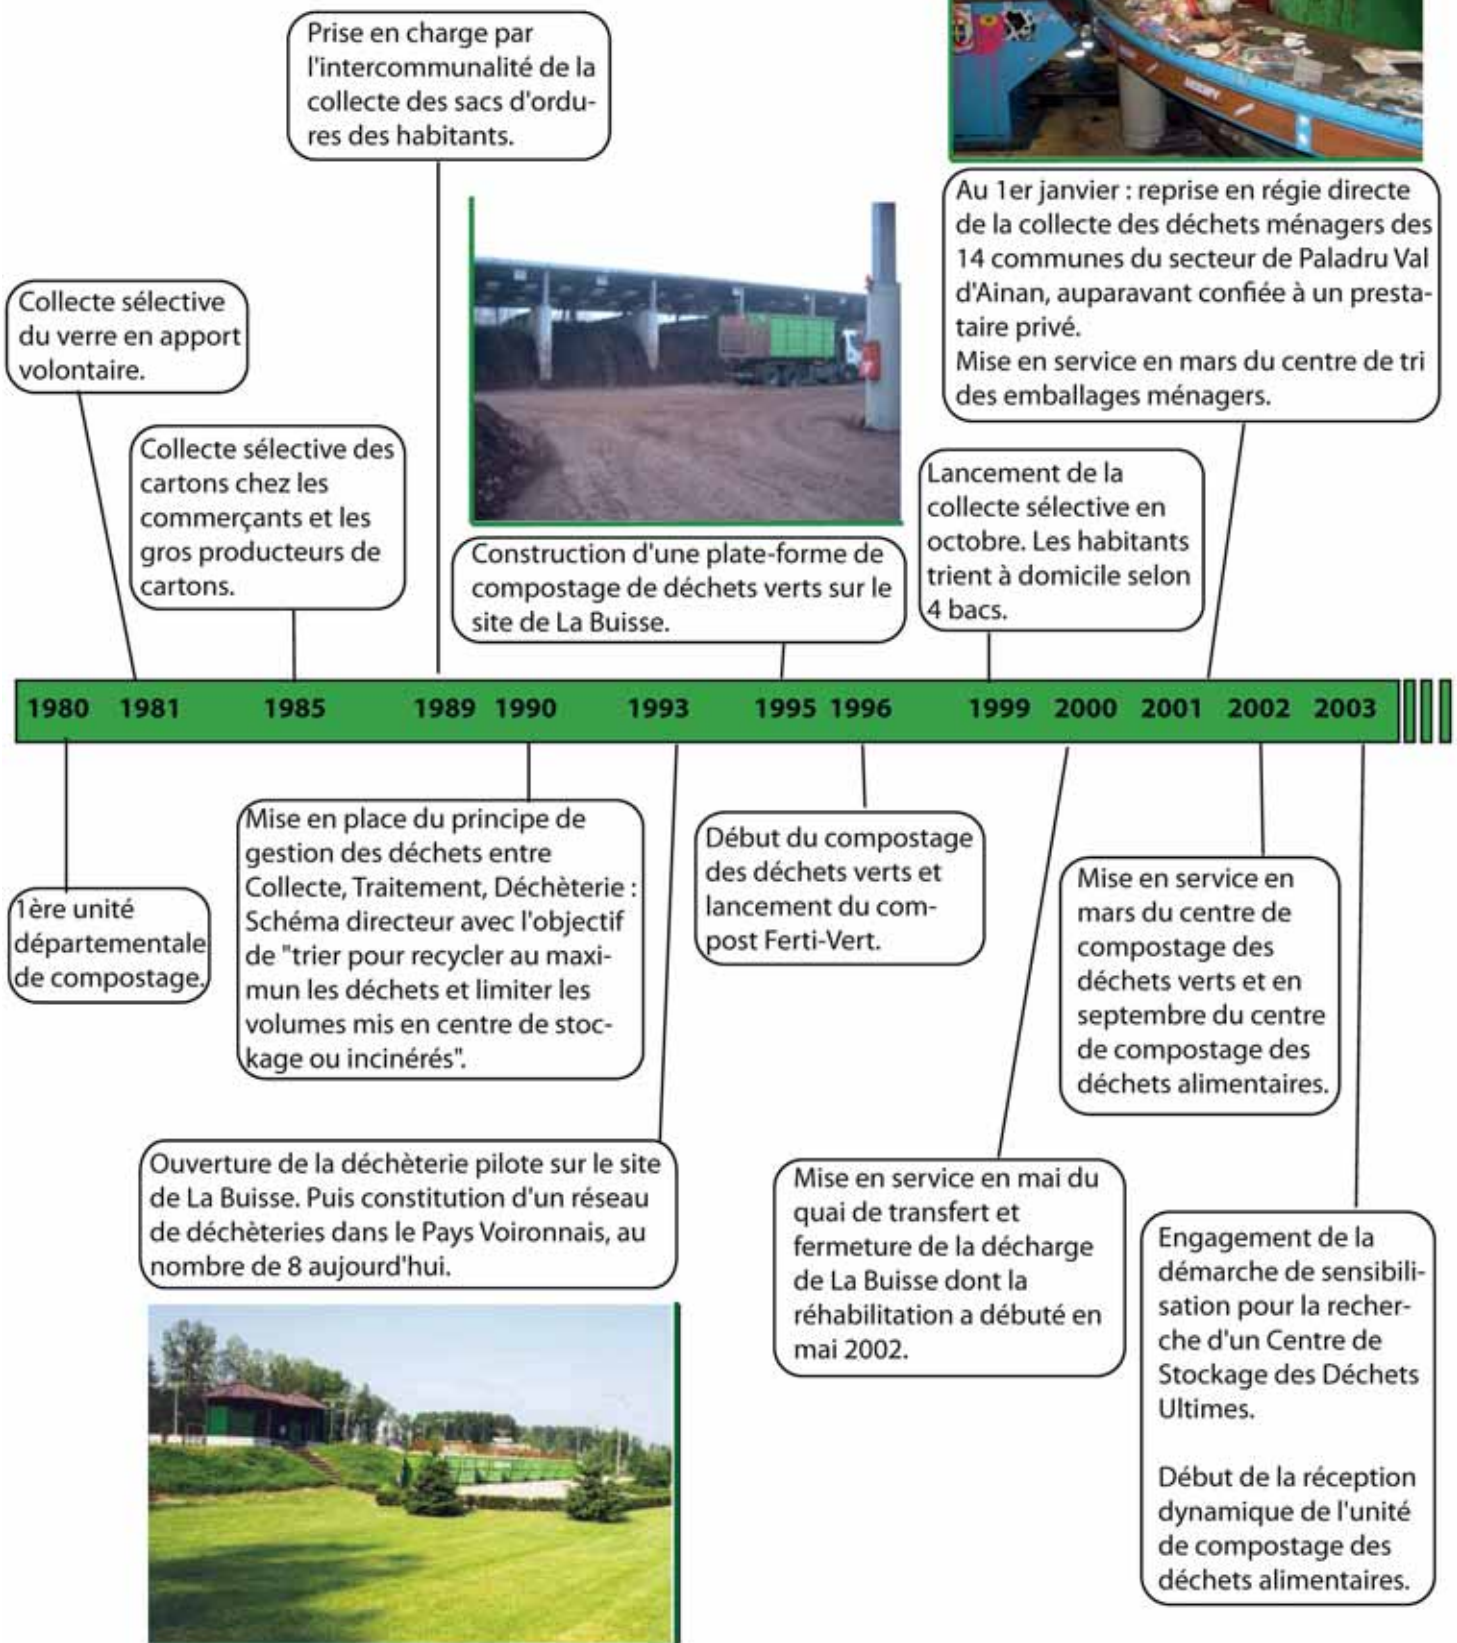 Prise en charge par
l'intercommunalité de la
collecte des sacs d'ordu-
res des habitants.
Au 1er janvier : reprise en régie directe
de la collecte des déchets ménagers des
14 communes du secteur de Paladru Val
d'Ainan, auparavant confiée à un presta-
taire privé.
Mise en service en mars du centre de tri
des emballages ménagers.
Collecte sélective
du verre en apport
volontaire.
Collecte sélective des
cartons chez les
commerçants et les
gros producteurs de
cartons.
Construction d'une plate-forme de
compostage de déchets verts sur le
site de La Buisse.
Lancement de la
collecte sélective en
octobre. Les habitants
trient à domicile selon
4 bacs.
1980 1981 1985 1989 1990 1993 1995 1996 1999 2000 2001 2002 2003
1ère unité
départementale
de compostage.
Mise en place du principe de
gestion des déchets entre
Collecte, Traitement, Déchèterie :
Schéma directeur avec l'objectif
de "trier pour recycler au maxi-
mun les déchets et limiter les
volumes mis en centre de stoc-
kage ou incinérés".
Ouverture de la déchèterie pilote sur le site
de La Buisse. Puis constitution d'un réseau
de déchèteries dans le Pays Voironnais, au
nombre de 8 aujourd'hui.
Début du compostage
des déchets verts et
lancement du com-
post Ferti-Vert.
Mise en service en mai du
quai de transfert et
fermeture de la décharge
de La Buisse dont la
réhabilitation a débuté en
mai 2002.
Mise en service en
mars du centre de
compostage des
déchets verts et en
septembre du centre
de compostage des
déchets alimentaires.
Engagement de la
démarche de sensibili-
sation pour la recher-
che d'un Centre de
Stockage des Déchets
Ultimes.
Début de la réception
dynamique de l'unité
de compostage des
déchets alimentaires.